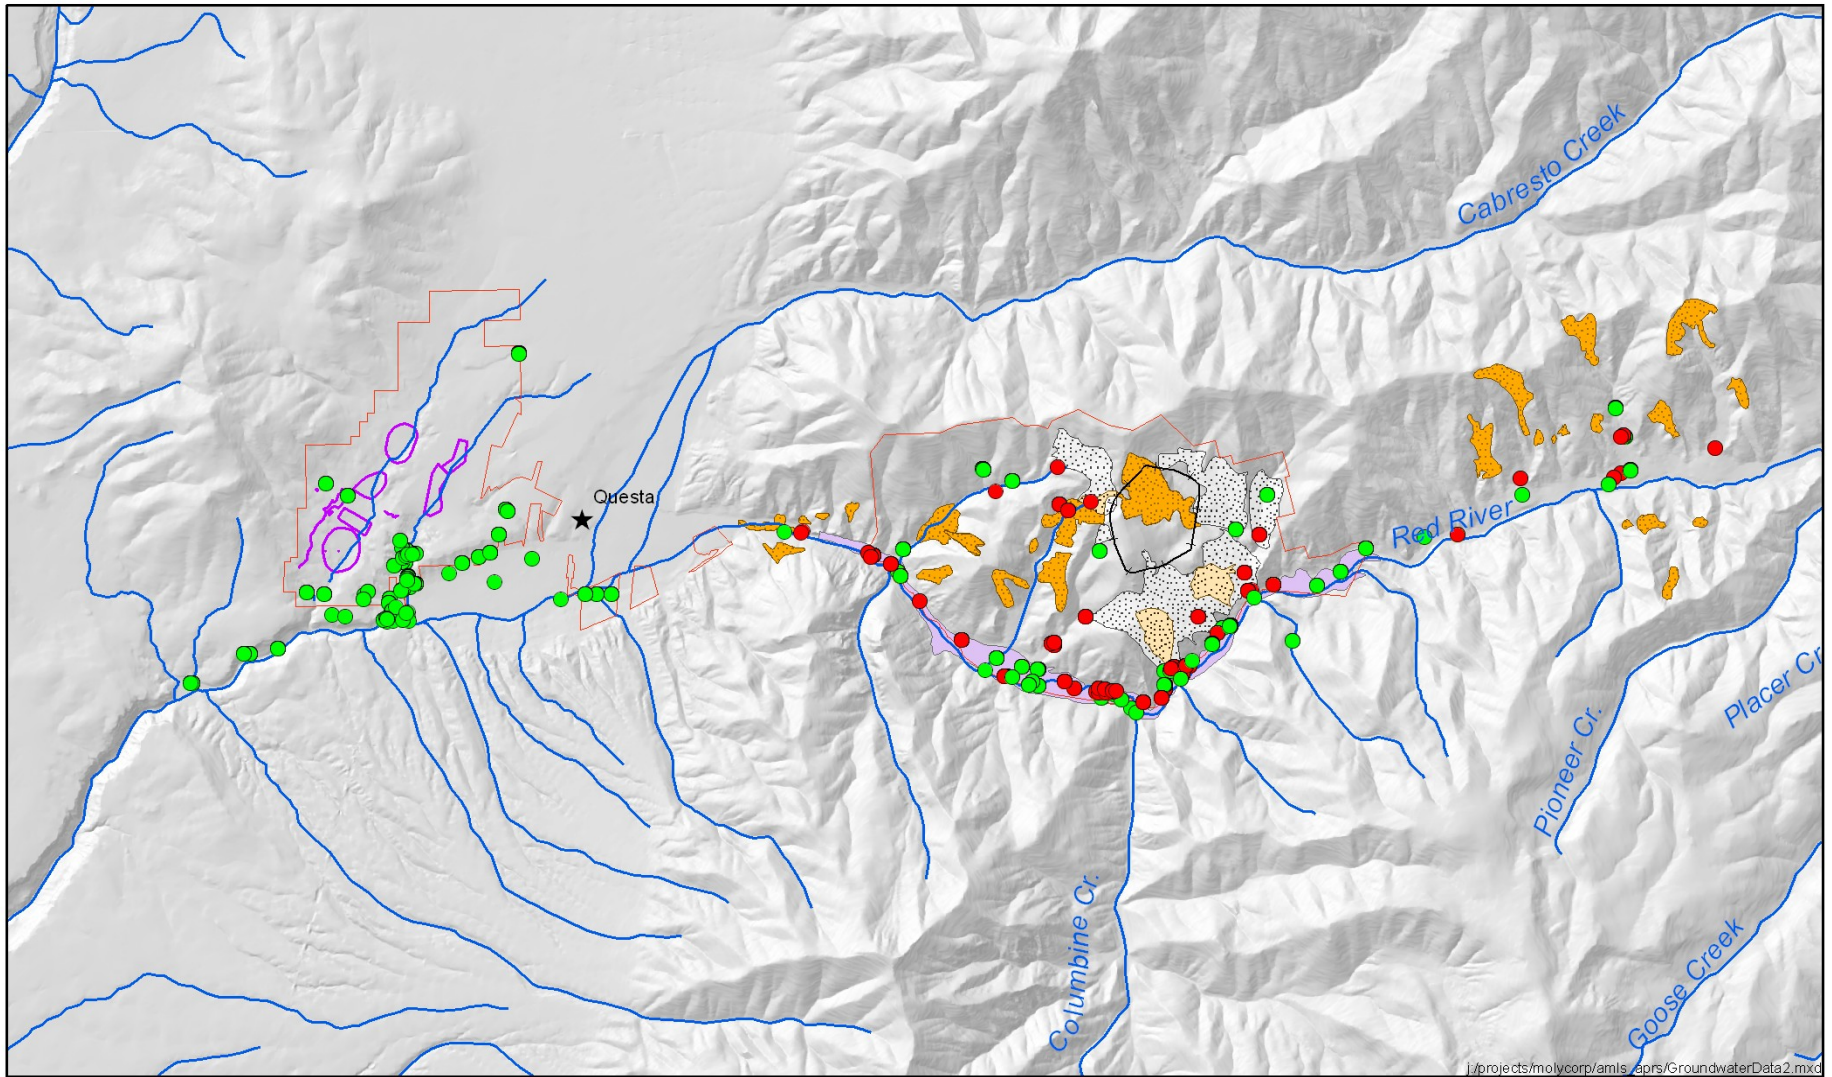 Cabresto Creek
Questa
Red River
Placer Cr
Pioneer Cr.
Columbine Cr.
Goose Creek
j:/projects/molycorp/amls_aprs/GroundwaterData2.mxd